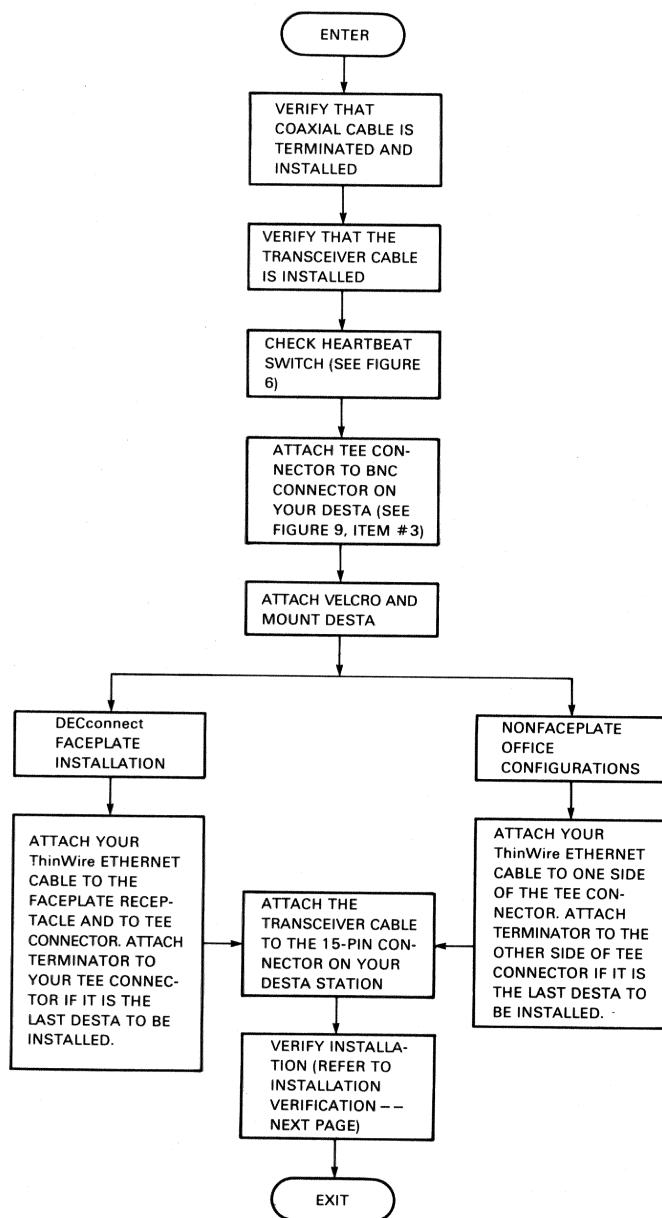 ENTER
VERIFY THAT
COAXIAL CABLE IS
TERMINATED AND
INSTALLED
VERIFY THAT THE
TRANSCEIVER CABLE
IS INSTALLED
CHECK HEARTBEAT
SWITCH (SEE FIGURE
6)
ATTACH TEE CON-
NECTOR TO BNC
CONNECTOR ON
YOUR DESTA (SEE
FIGURE 9, ITEM #3)
ATTACH VELCRO AND
MOUNT DESTA
DECconnect
FACEPLATE
INSTALLATION
NONFACEPLATE
OFFICE
CONFIGURATIONS
ATTACH YOUR
ThinWire ETHERNET
CABLE TO THE
FACEPLATE RECEP-
TACLE AND TO TEE
CONNECTOR. ATTACH
TERMINATOR TO
YOUR TEE CONNEC-
TOR IF IT IS THE
LAST DESTA TO BE
INSTALLED.
ATTACH THE
TRANSCEIVER CABLE
TO THE 15-PIN CON-
NECTOR ON YOUR
DESTA STATION
ATTACH YOUR
ThinWire ETHERNET
CABLE TO ONE SIDE
OF THE TEE CON-
NECTOR. ATTACH
TERMINATOR TO THE
OTHER SIDE OF TEE
CONNECTOR IF IT IS
THE LAST DESTA TO
BE INSTALLED.
VERIFY INSTALLA-
TION (REFER TO
INSTALLATION
VERIFICATION — —
NEXT PAGE)
EXIT